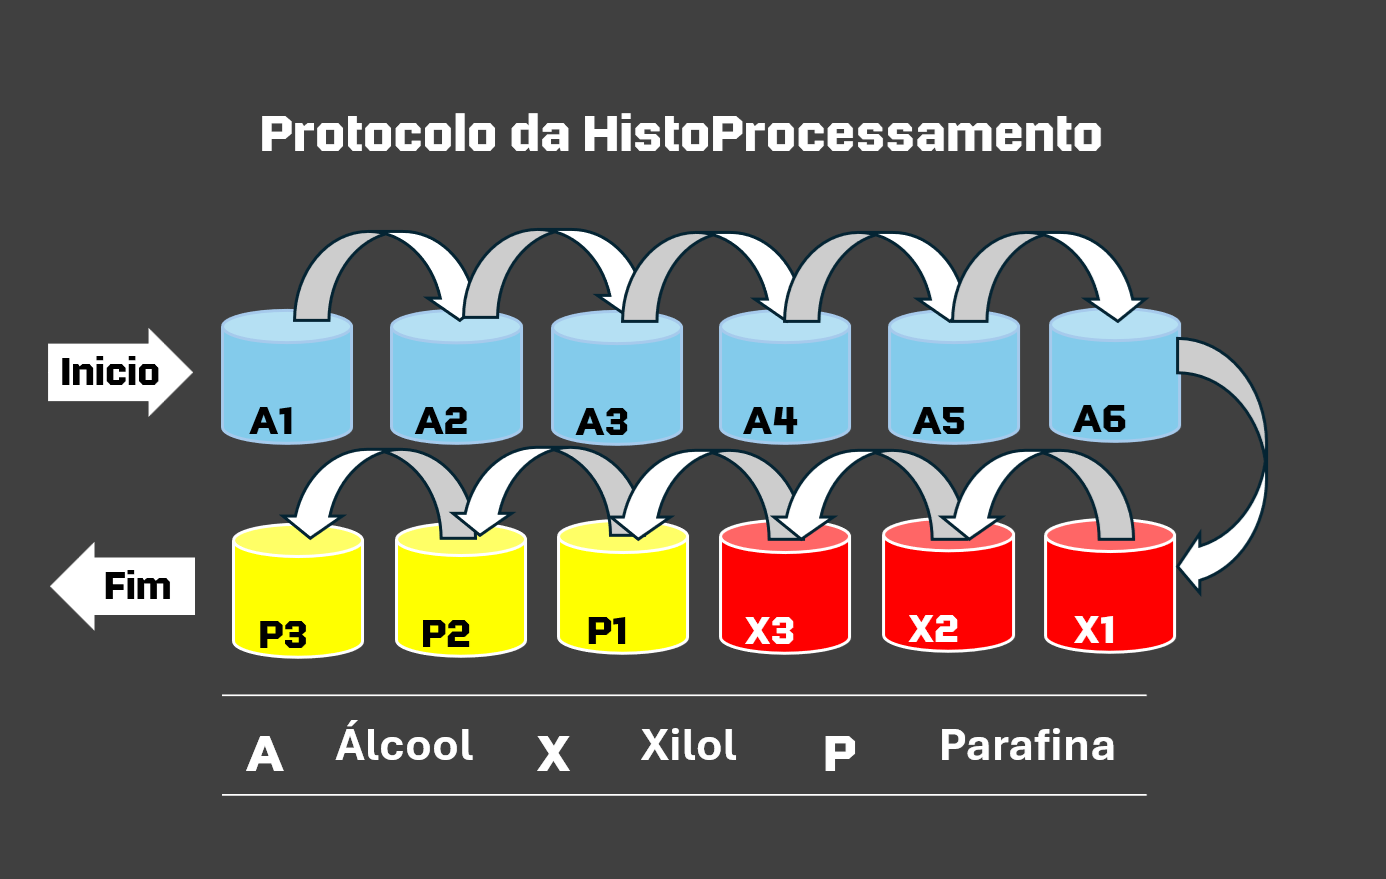 Protocolo da HistoProcessamento
Inicio
A1 A2 A3 A4 A5 A6
Fim
P3 P2 P1 X3 X2 X1
A Álcool X Xilol P Parafina